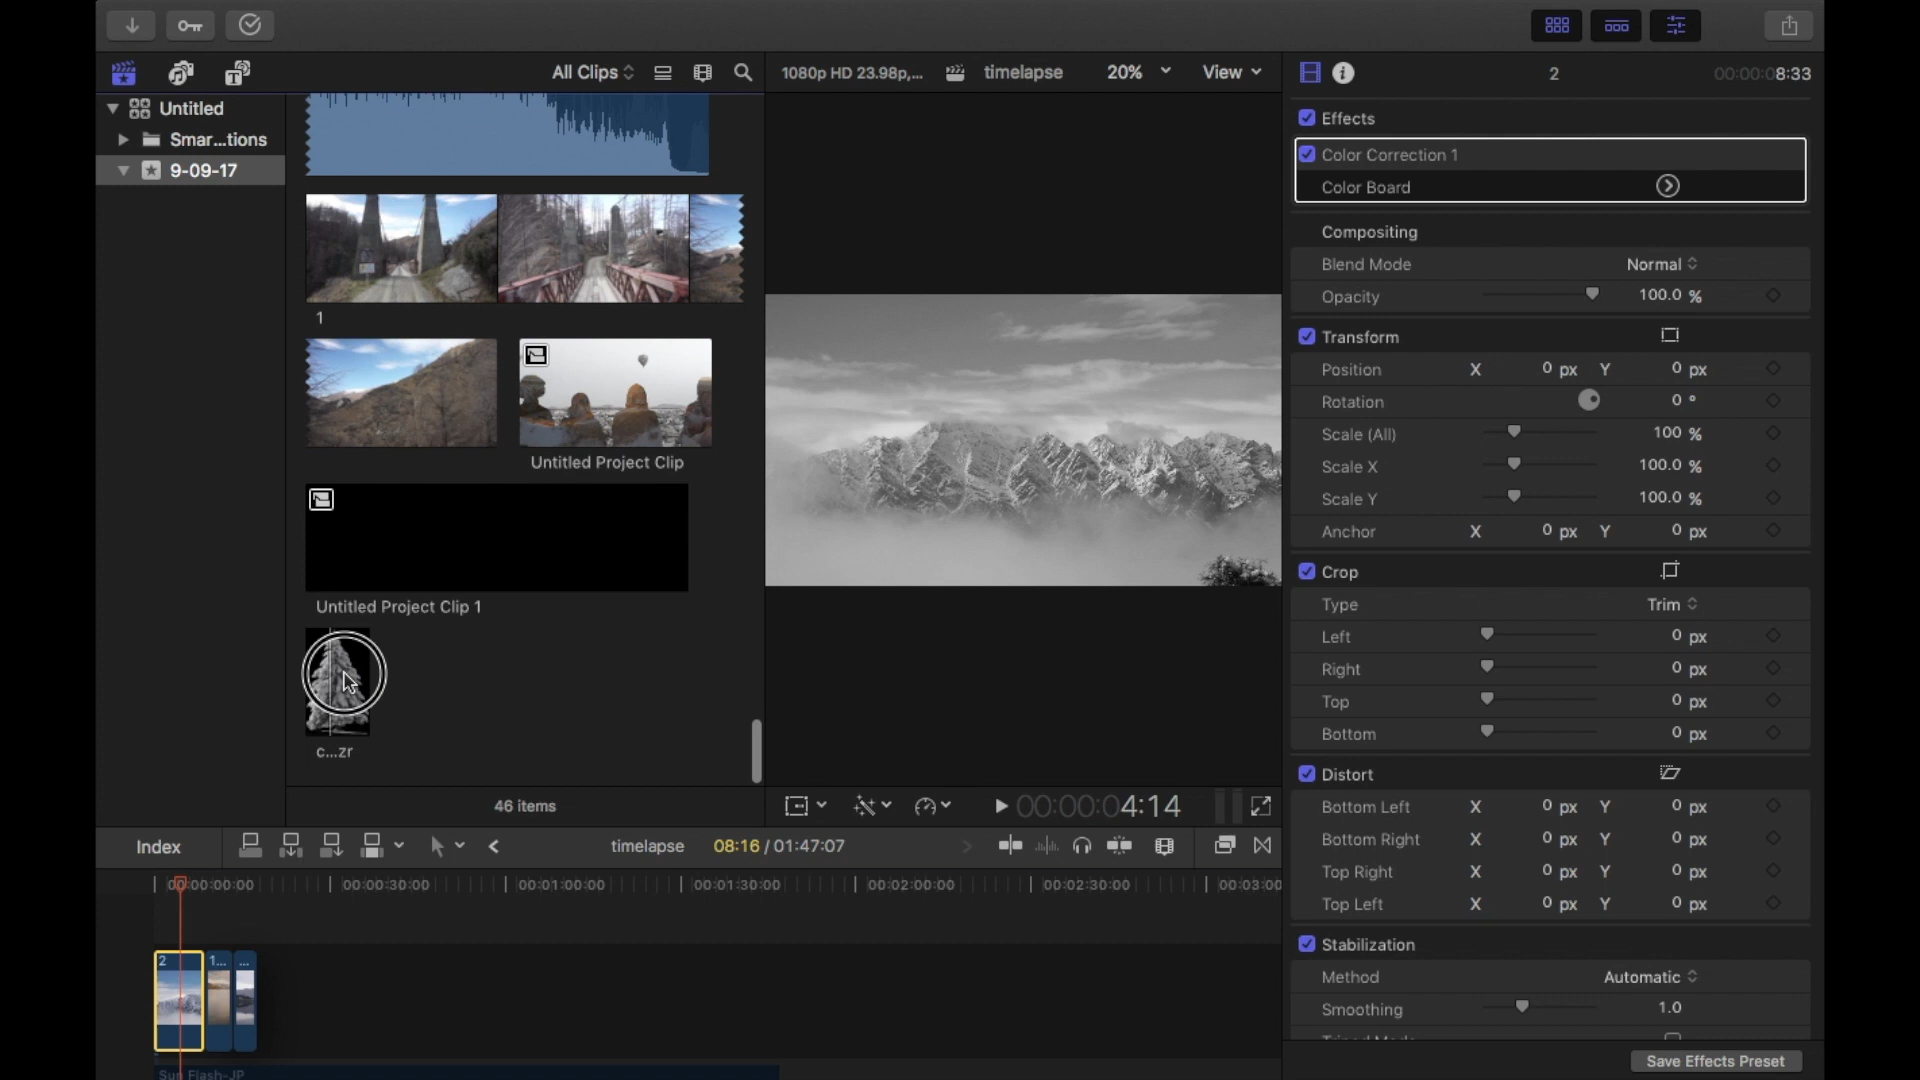 All Clips
1080p HD 23.98p,...
timelapse
20%
View
2
00:00:08:33
Untitled
Smar...tions
9-09-17
1
Untitled Project Clip
Untitled Project Clip 1
c...zr
46 items
Effects
Color Correction 1
Color Board
Compositing
Blend Mode Normal
Opacity 100.0 %
Transform
Position X 0 px Y 0 px
Rotation 0 °
Scale (All) 100 %
Scale X 100.0 %
Scale Y 100.0 %
Anchor X 0 px Y 0 px
Crop
Type Trim
Left 0 px
Right 0 px
Top 0 px
Bottom 0 px
Distort
Bottom Left X 0 px Y 0 px
Bottom Right X 0 px Y 0 px
Top Right X 0 px Y 0 px
Top Left X 0 px Y 0 px
Stabilization
Method Automatic
Smoothing 1.0
Save Effects Preset
00:00:04:14
Index
timelapse
08:16 / 01:47:07
00:00:00:00 00:00:30:00 00:01:00:00 00:01:30:00 00:02:00:00 00:02:30:00 00:03:00
2 1... ...
Sun Flash-JP